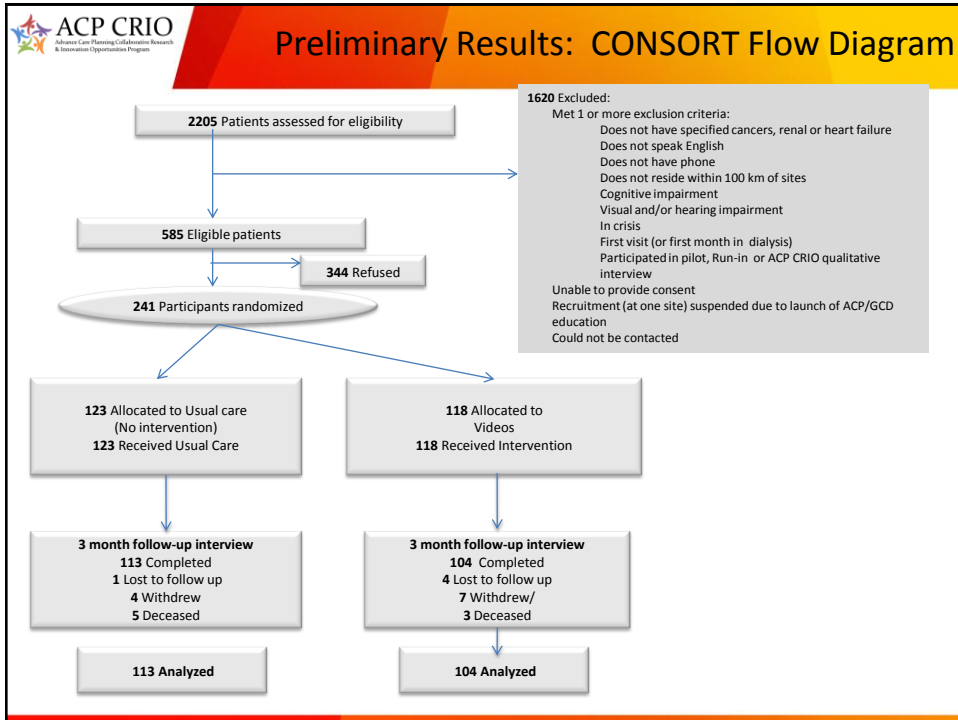 ACP CRIO
Advance Care Planning Collaborative Research
& Innovation Opportunities Program
Preliminary Results: CONSORT Flow Diagram
2205 Patients assessed for eligibility
1620 Excluded:
Met 1 or more exclusion criteria:
Does not have specified cancers, renal or heart failure
Does not speak English
Does not have phone
Does not reside within 100 km of sites
Cognitive impairment
Visual and/or hearing impairment
In crisis
First visit (or first month in dialysis)
Participated in pilot, Run-in or ACP CRIO qualitative
interview
Unable to provide consent
Recruitment (at one site) suspended due to launch of ACP/GCD
education
Could not be contacted
585 Eligible patients
344 Refused
241 Participants randomized
123 Allocated to Usual care
(No intervention)
123 Received Usual Care
118 Allocated to
Videos
118 Received Intervention
3 month follow-up interview
113 Completed
1 Lost to follow up
4 Withdrew
5 Deceased
3 month follow-up interview
104 Completed
4 Lost to follow up
7 Withdrew/
3 Deceased
113 Analyzed
104 Analyzed